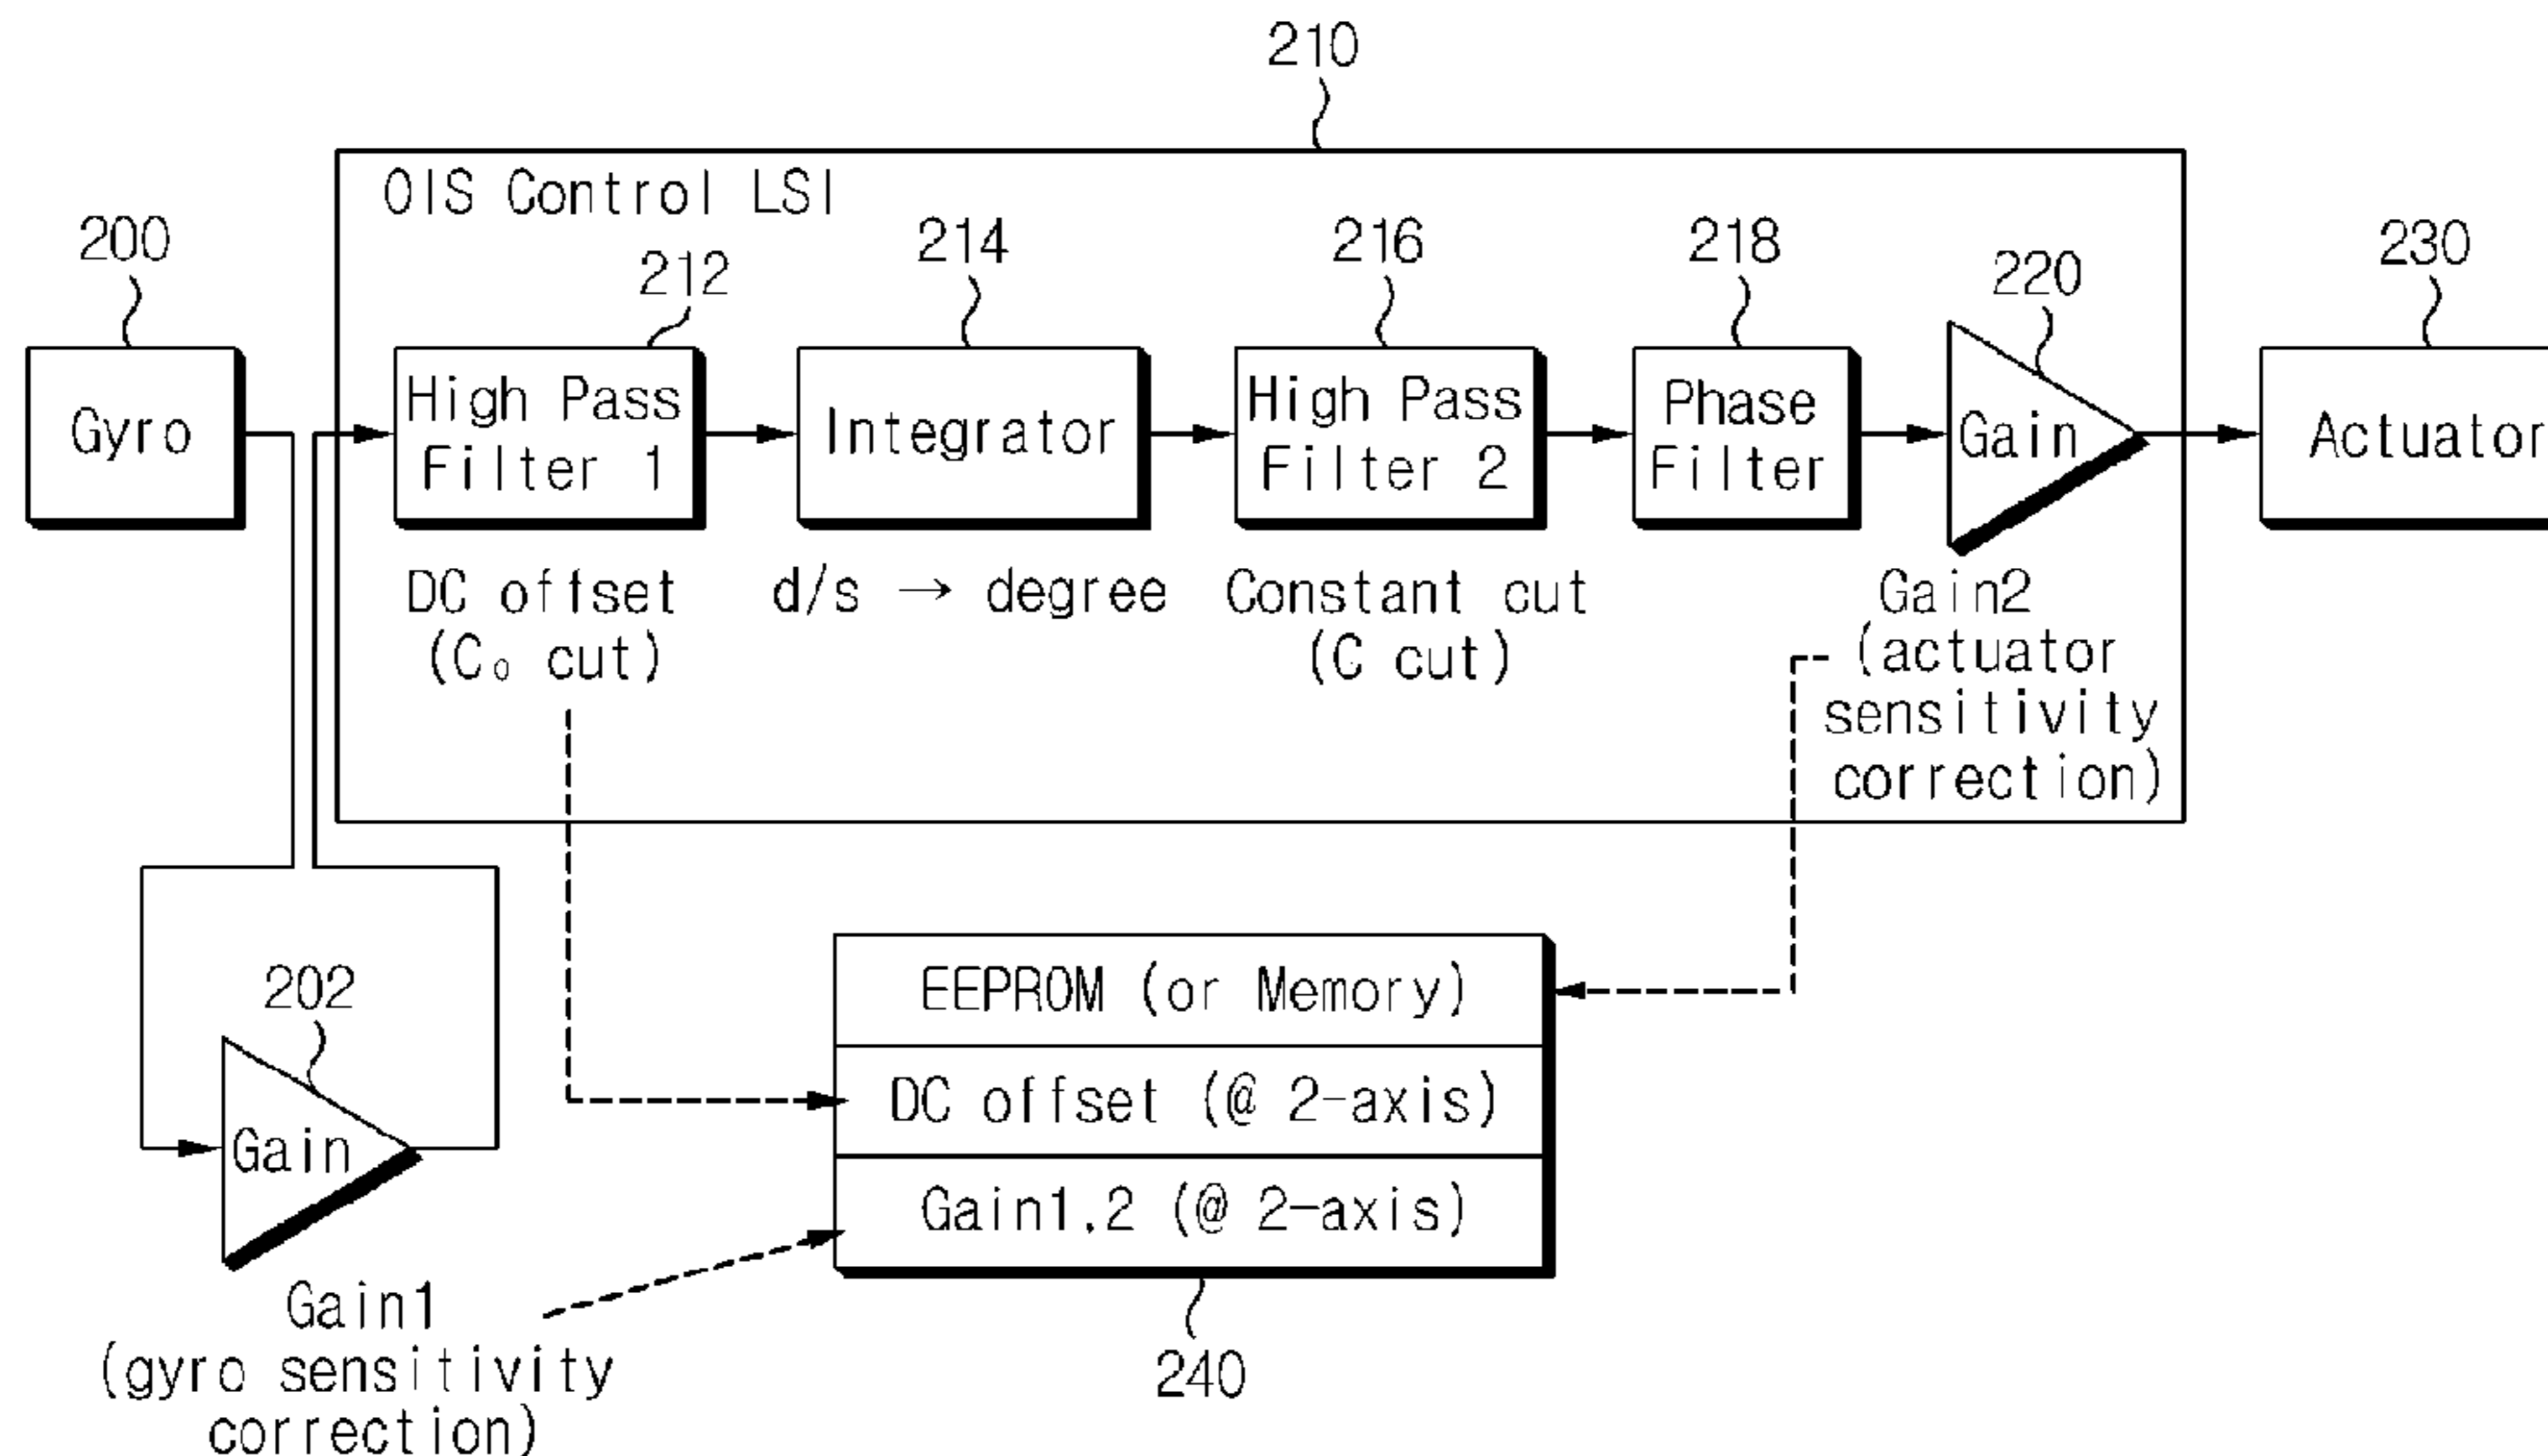 210
OIS Control LSI
200
212
214
216
218
220
230
Gyro
High Pass
Filter 1
Integrator
High Pass
Filter 2
Phase
Filter
Gain
Actuator
DC offset
(C₀ cut)
d/s → degree
Constant cut
(C cut)
Gain2
(actuator
sensitivity
correction)
202
Gain
EEPROM (or Memory)
DC offset (@ 2-axis)
Gain1,2 (@ 2-axis)
Gain1
(gyro sensitivity
correction)
240